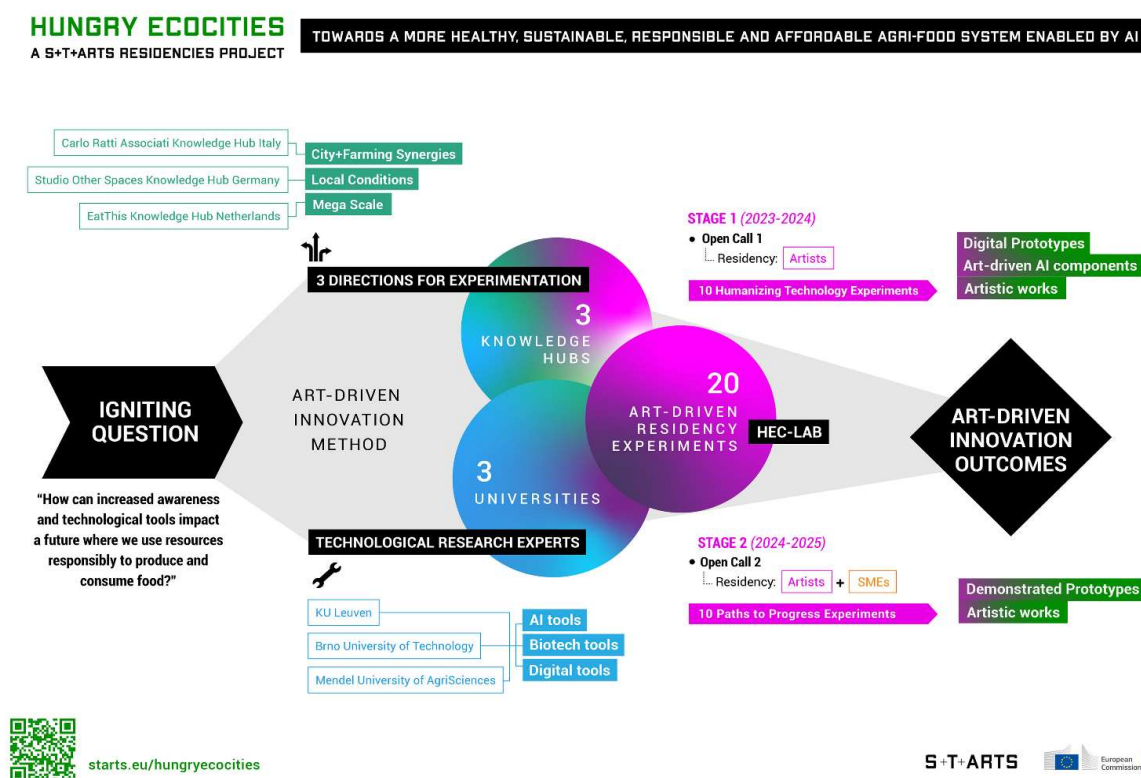 HUNGRY ECOCITIES
A S+T+ARTS RESIDENCIES PROJECT
TOWARDS A MORE HEALTHY, SUSTAINABLE, RESPONSIBLE AND AFFORDABLE AGRI-FOOD SYSTEM ENABLED BY AI
Carlo Ratti Associati Knowledge Hub Italy
City+Farming Synergies
Studio Other Spaces Knowledge Hub Germany
Local Conditions
EatThis Knowledge Hub Netherlands
Mega Scale
3 DIRECTIONS FOR EXPERIMENTATION
3
KNOWLEDGE
HUBS
STAGE 1 (2023-2024)
• Open Call 1
Residency: Artists
10 Humanizing Technology Experiments
Digital Prototypes
Art-driven AI components
Artistic works
IGNITING
QUESTION
"How can increased awareness
and technological tools impact
a future where we use resources
responsibly to produce and
consume food?"
ART-DRIVEN
INNOVATION
METHOD
20
ART-DRIVEN
RESIDENCY
EXPERIMENTS
HEC-LAB
ART-DRIVEN
INNOVATION
OUTCOMES
3
UNIVERSITIES
TECHNOLOGICAL RESEARCH EXPERTS
KU Leuven
Brno University of Technology
Mendel University of AgriSciences
AI tools
Biotech tools
Digital tools
STAGE 2 (2024-2025)
• Open Call 2
Residency: Artists + SMEs
10 Paths to Progress Experiments
Demonstrated Prototypes
Artistic works
starts.eu/hungryecocities
S+T+ARTS
European
Commission